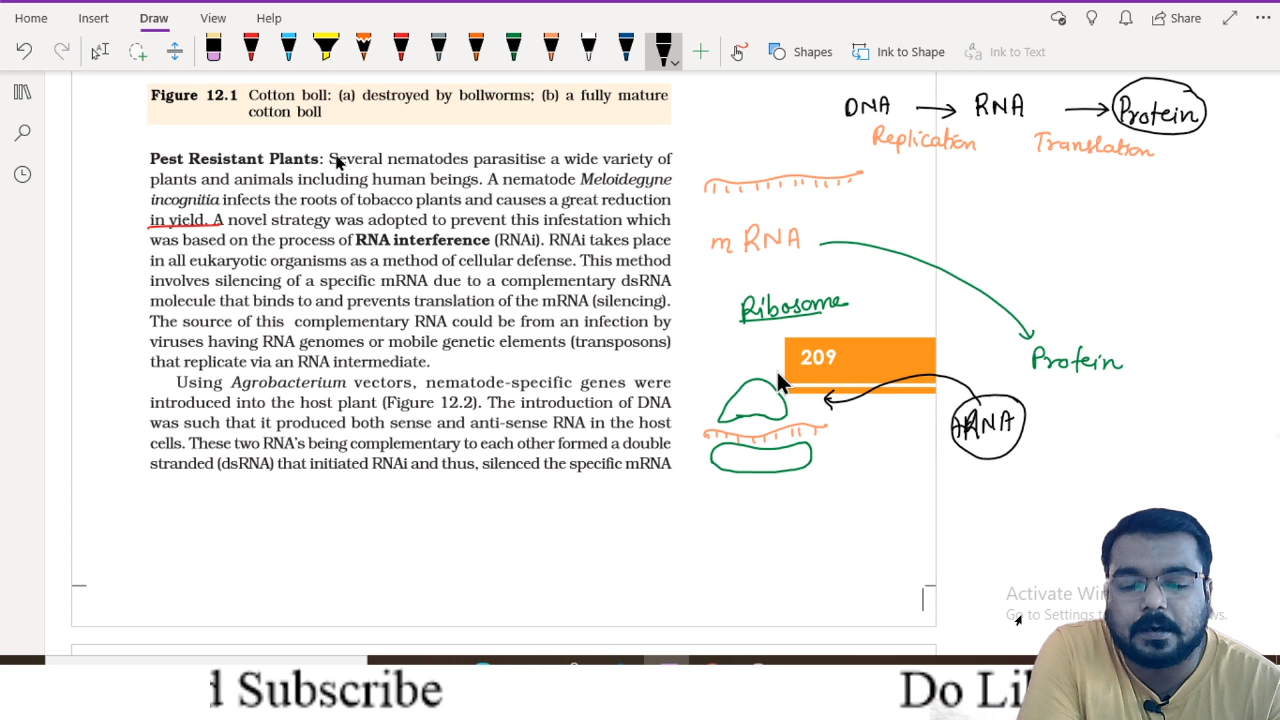 Home Insert Draw View Help Share
Shapes Ink to Shape Ink to Text
Figure 12.1 Cotton boll: (a) destroyed by bollworms; (b) a fully mature
cotton boll
DNA → RNA → Protein
Replication Translation
Pest Resistant Plants: Several nematodes parasitise a wide variety of
plants and animals including human beings. A nematode Meloidegyne
incognitia infects the roots of tobacco plants and causes a great reduction
in yield. A novel strategy was adopted to prevent this infestation which
was based on the process of RNA interference (RNAi). RNAi takes place
in all eukaryotic organisms as a method of cellular defense. This method
involves silencing of a specific mRNA due to a complementary dsRNA
molecule that binds to and prevents translation of the mRNA (silencing).
The source of this complementary RNA could be from an infection by
viruses having RNA genomes or mobile genetic elements (transposons)
that replicate via an RNA intermediate.
Using Agrobacterium vectors, nematode-specific genes were
introduced into the host plant (Figure 12.2). The introduction of DNA
was such that it produced both sense and anti-sense RNA in the host
cells. These two RNA's being complementary to each other formed a double
stranded (dsRNA) that initiated RNAi and thus, silenced the specific mRNA
mRNA
Ribosome
209
Protein
RNA
Activate Win
Go to Settings t ws.
d Subscribe
Do Li